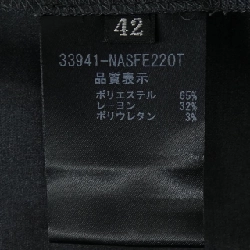 42
33941-NASFE220T
品質表示
ポリエステル 65%
レーヨン 32%
ポリウレタン 3%